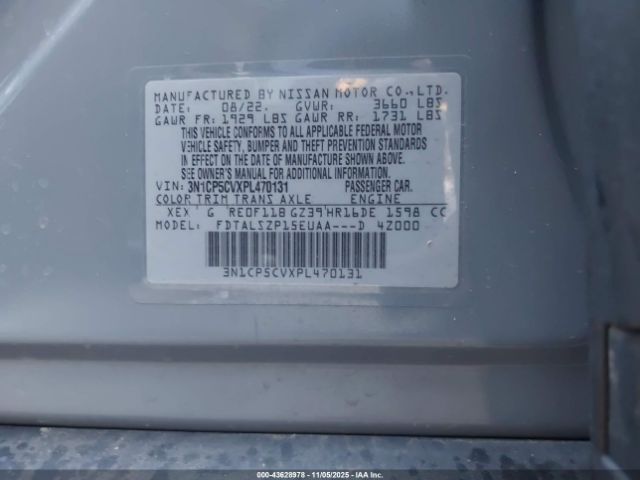 MANUFACTURED BY NISSAN MOTOR CO., LTD.
DATE: 08/22. GVWR: 3660 LBS
GAWR FR: 1929 LBS GAWR RR: 1731 LBS
THIS VEHICLE CONFORMS TO ALL APPLICABLE FEDERAL MOTOR
VEHICLE SAFETY, BUMPER AND THEFT PREVENTION STANDARDS
IN EFFECT ON THE DATE OF MANUFACTURE SHOWN ABOVE.
SEE OWNER'S MANUAL FOR ADDITIONAL INFORMATION
VIN: 3N1CP5CVXPL470131 PASSENGER CAR.
COLOR TRIM TRANS AXLE ENGINE
XEX G RE0F11B GZ39 HR16DE 1598 CC
MODEL: FDTALSZP15EUAA---D 42000
3N1CP5CVXPL470131
000-43628978 11/05/2025 IAA, Inc.